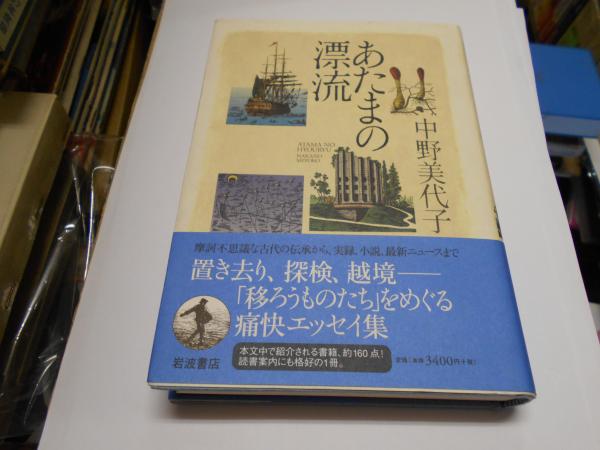 あたまの
漂流
中野美代子
ATAMA NO
HYOURYU
NAKANO
MIYOKO
摩訶不思議な古代の伝承から、実録、小説、最新ニュースまで
置き去り、探検、越境──
「移ろうものたち」をめぐる
痛快エッセイ集
本文中で紹介される書籍、約160点!
読書案内にも格好の1冊。
岩波書店
定価(本体3400円+税)